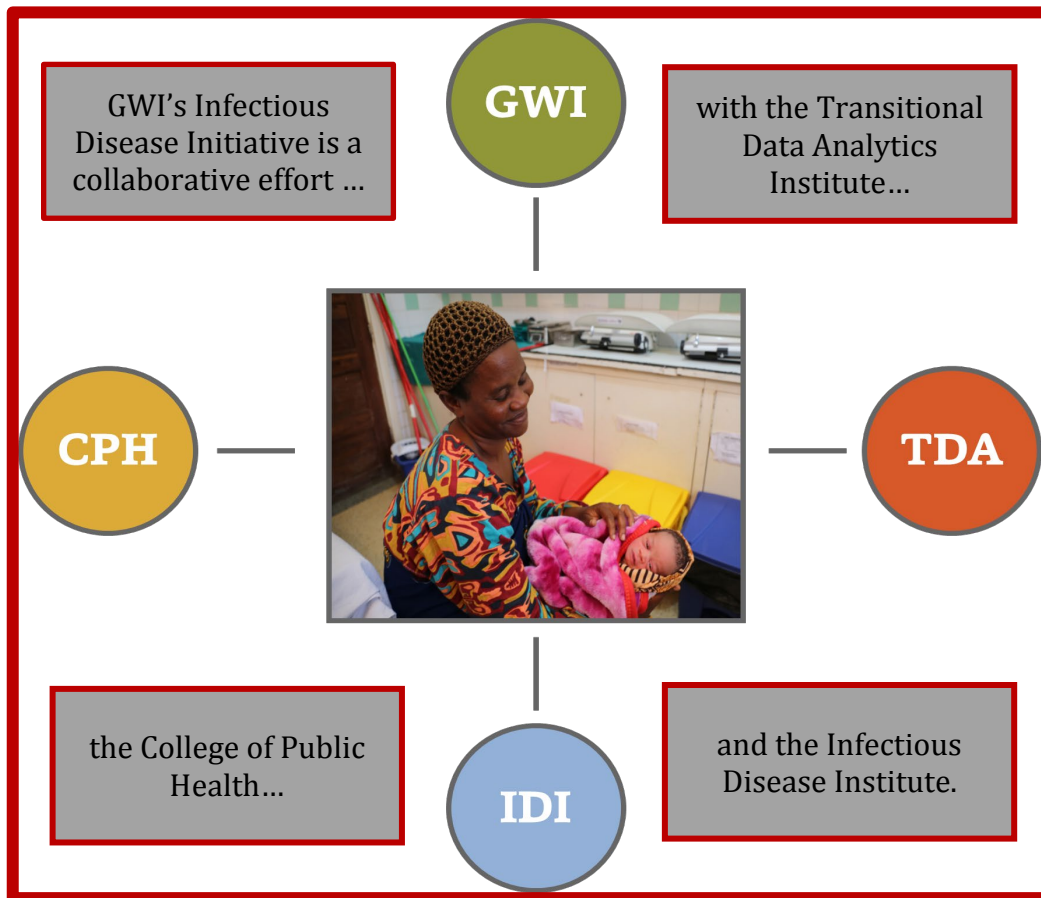 GWI's Infectious
Disease Initiative is a
collaborative effort …
GWI
with the Transitional
Data Analytics
Institute…
CPH
TDA
the College of Public
Health…
IDI
and the Infectious
Disease Institute.